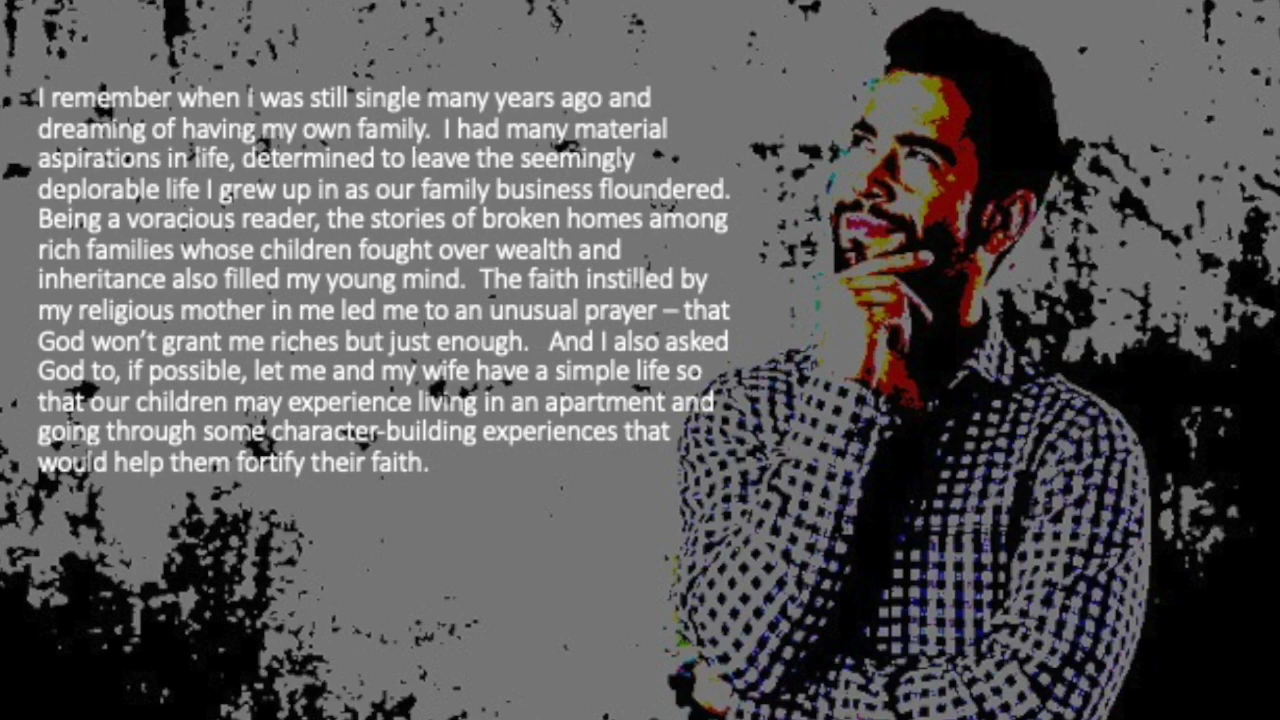 I remember when i was still single many years ago and
dreaming of having my own family.  I had many material
aspirations in life, determined to leave the seemingly
deplorable life I grew up in as our family business floundered.
Being a voracious reader, the stories of broken homes among
rich families whose children fought over wealth and
inheritance also filled my young mind.  The faith instilled by
my religious mother in me led me to an unusual prayer – that
God won’t grant me riches but just enough.   And I also asked
God to, if possible, let me and my wife have a simple life so
that our children may experience living in an apartment and
going through some character-building experiences that
would help them fortify their faith.